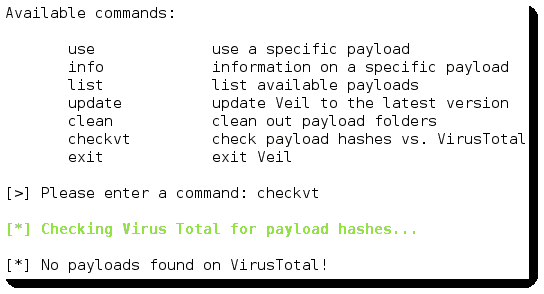 Available commands:
use use a specific payload
info information on a specific payload
list list available payloads
update update Veil to the latest version
clean clean out payload folders
checkvt check payload hashes vs. VirusTotal
exit exit Veil
[>] Please enter a command: checkvt
[*] Checking Virus Total for payload hashes...
[*] No payloads found on VirusTotal!